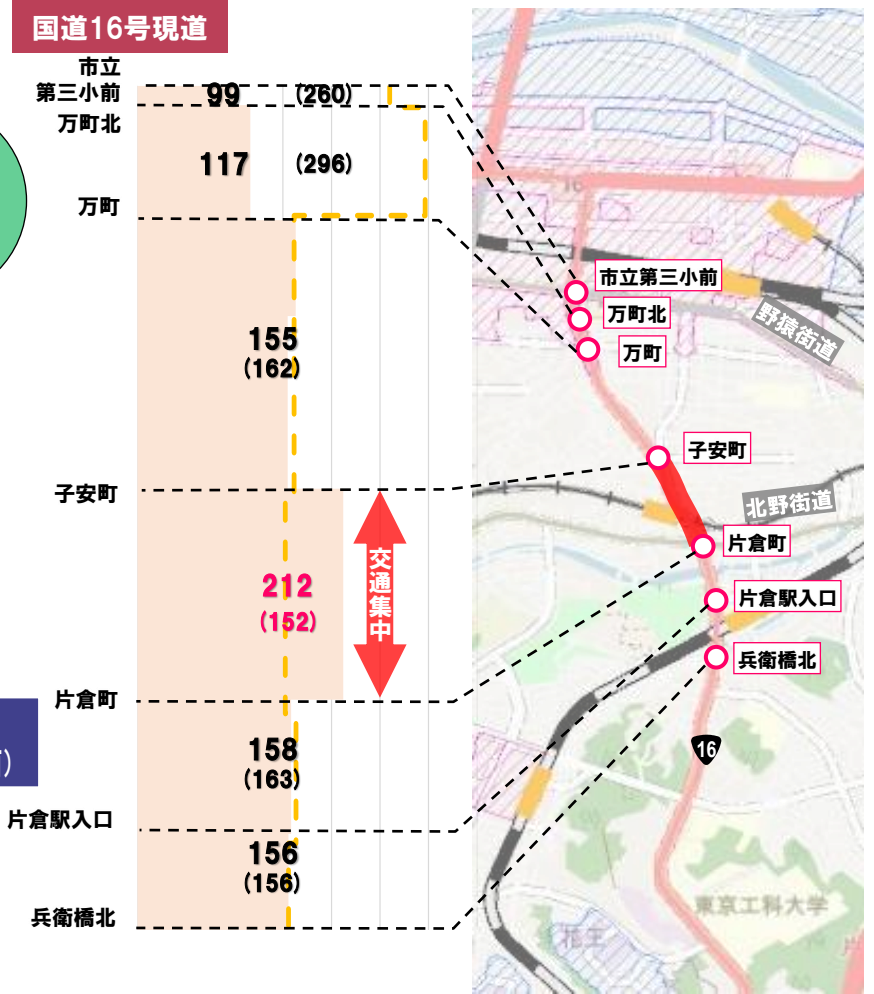 国道16号現道
市立
第三小前
99 (260)
万町北
117 (296)
万町
155
(162)
子安町
212
(152)
交通集中
片倉町
158
(163)
片倉駅入口
156
(156)
兵衛橋北
)
16
市立第三小前
万町北
万町
野猿街道
子安町
北野街道
片倉町
片倉駅入口
兵衛橋北
16
東京工科大学
花王
片